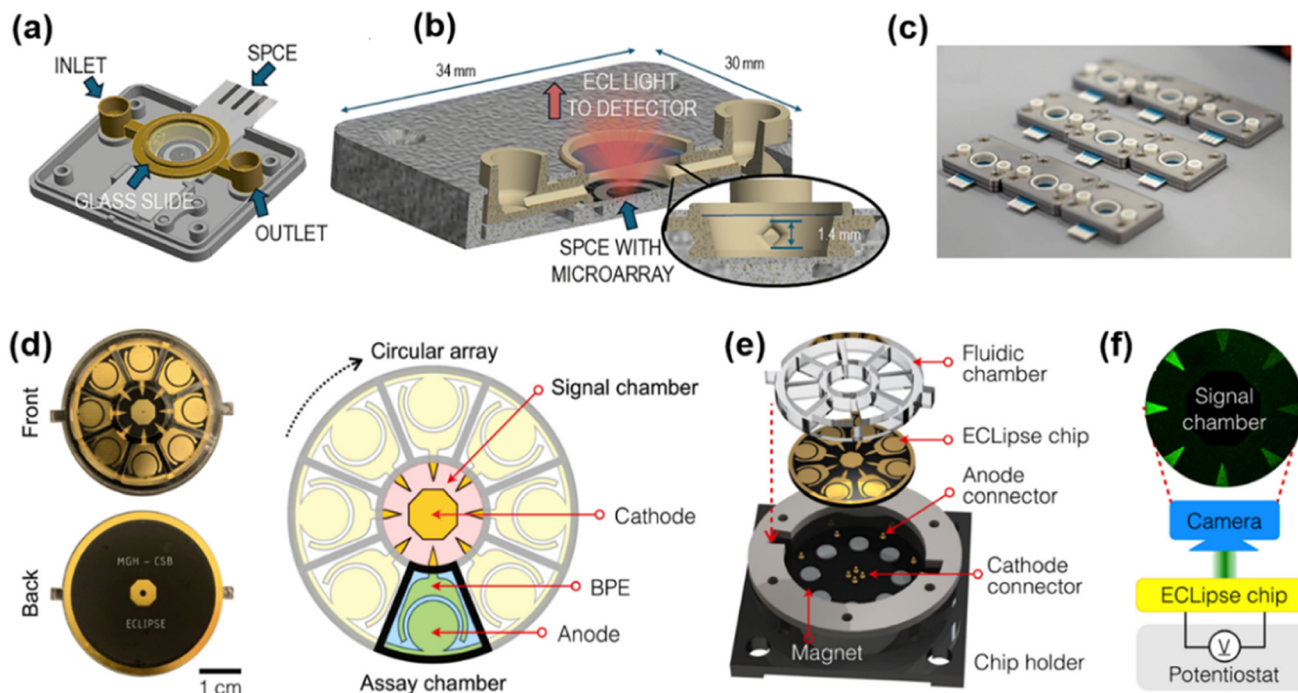 (a)
INLET
SPCE
GLASS SLIDE
OUTLET
(b)
34 mm
30 mm
ECL LIGHT
TO DETECTOR
SPCE WITH
MICROARRAY
1.4 mm
(c)
(d)
Front
Back
MGH - CSB
ECLIPSE
1 cm
Circular array
Signal chamber
Cathode
BPE
Anode
Assay chamber
(e)
Fluidic
chamber
ECLipse chip
Anode
connector
Cathode
connector
Magnet
Chip holder
(f)
Signal
chamber
Camera
ECLipse chip
V
Potentiostat